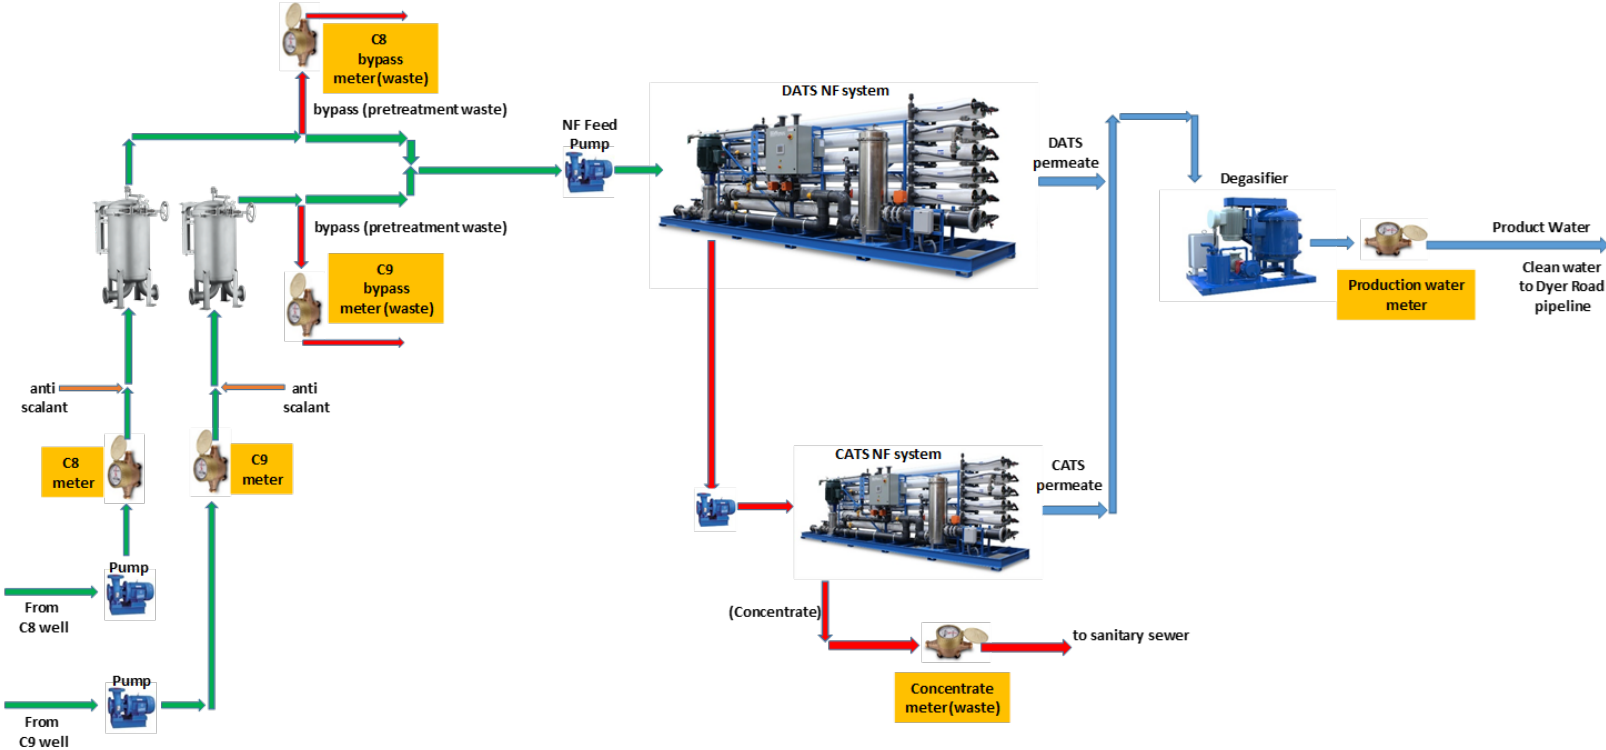 C8
bypass
meter (waste)
bypass (pretreatment waste)
DATS NF system
NF Feed
Pump
DATS
permeate
Degasifier
bypass (pretreatment waste)
C9
bypass
meter (waste)
Product Water
Clean water
to Dyer Road
pipeline
Production water
meter
anti
scalant
anti
scalant
C8
meter
C9
meter
CATS NF system
CATS
permeate
Pump
From
C8 well
(Concentrate)
to sanitary sewer
Concentrate
meter (waste)
Pump
From
C9 well